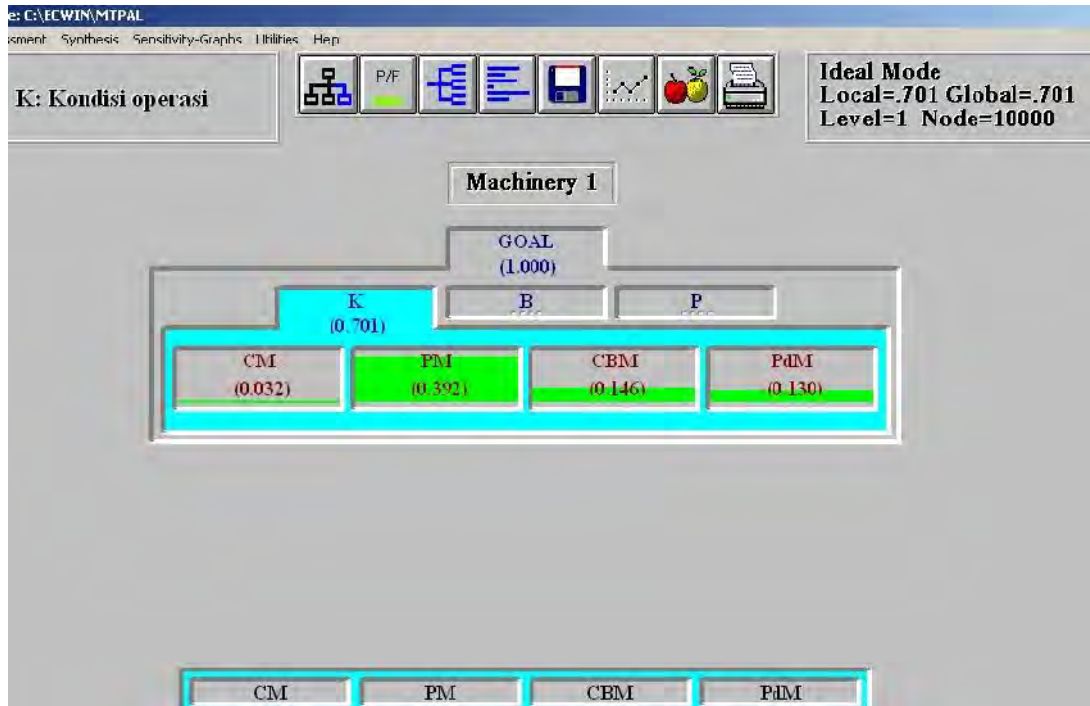 e: C:\ECWIN\MTPAL
ssment Synthesis Sensitivity-Graphs Utilities Help
K: Kondisi operasi
P/F
Ideal Mode
Local=.701 Global=.701
Level=1 Node=10000
Machinery 1
GOAL
(1.000)
K B P
(0.701)
CM PM CBM PdM
(0.032) (0.392) (0.146) (0.130)
CM PM CBM PdM